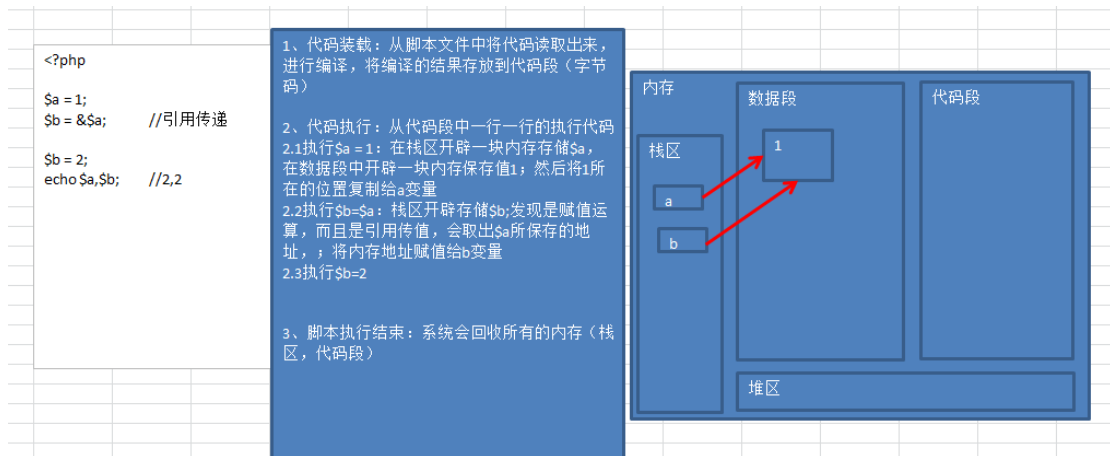 <?php
$a = 1;
$b = &$a; //引用传递
$b = 2;
echo $a,$b; //2,2
1、代码装载：从脚本文件中将代码读取出来，
进行编译，将编译的结果存放到代码段（字节
码）
2、代码执行：从代码段中一行一行的执行代码
2.1执行$a = 1：在栈区开辟一块内存存储$a，
在数据段中开辟一块内存保存值1；然后将1所
在的位置复制给a变量
2.2执行$b=$a：栈区开辟存储$b;发现是赋值运
算，而且是引用传值，会取出$a所保存的地
址，；将内存地址赋值给b变量
2.3执行$b=2
3、脚本执行结束：系统会回收所有的内存（栈
区，代码段）
内存
数据段
代码段
栈区
1
a
b
堆区